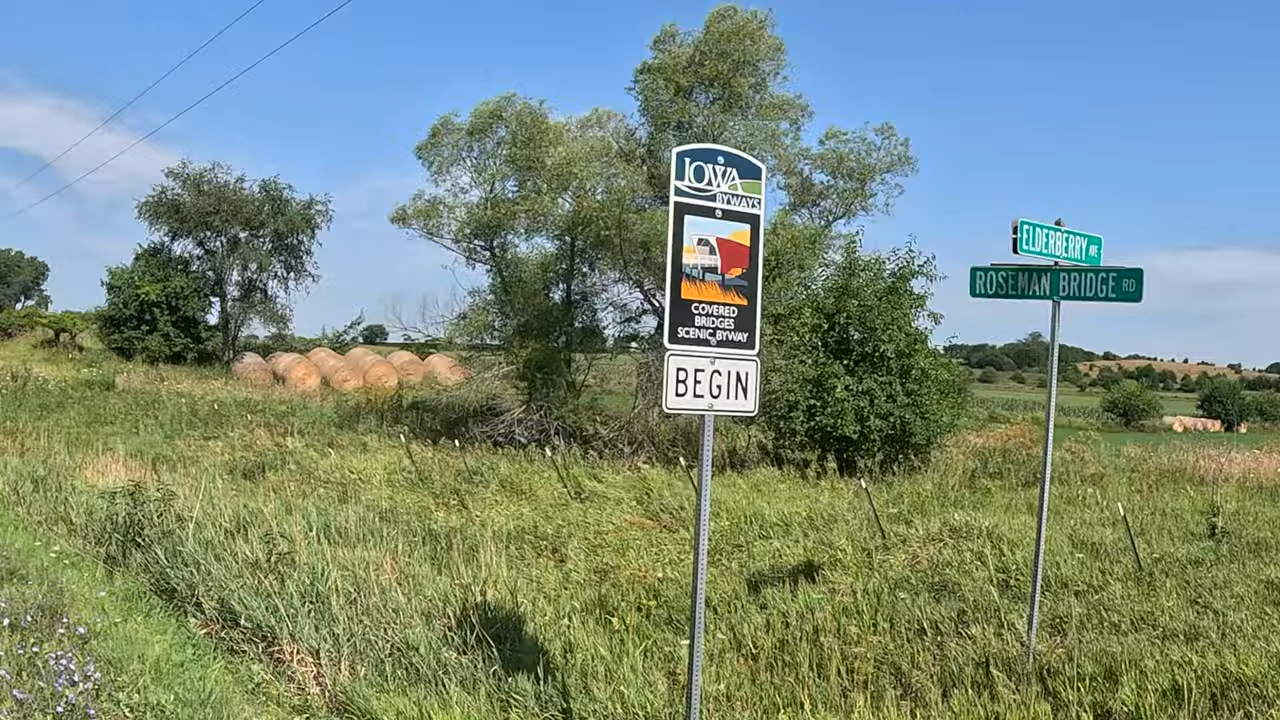 IOWA
BYWAYS
COVERED
BRIDGES
SCENIC BYWAY
BEGIN
ELDERBERRY AVE
ROSEMAN BRIDGE RD